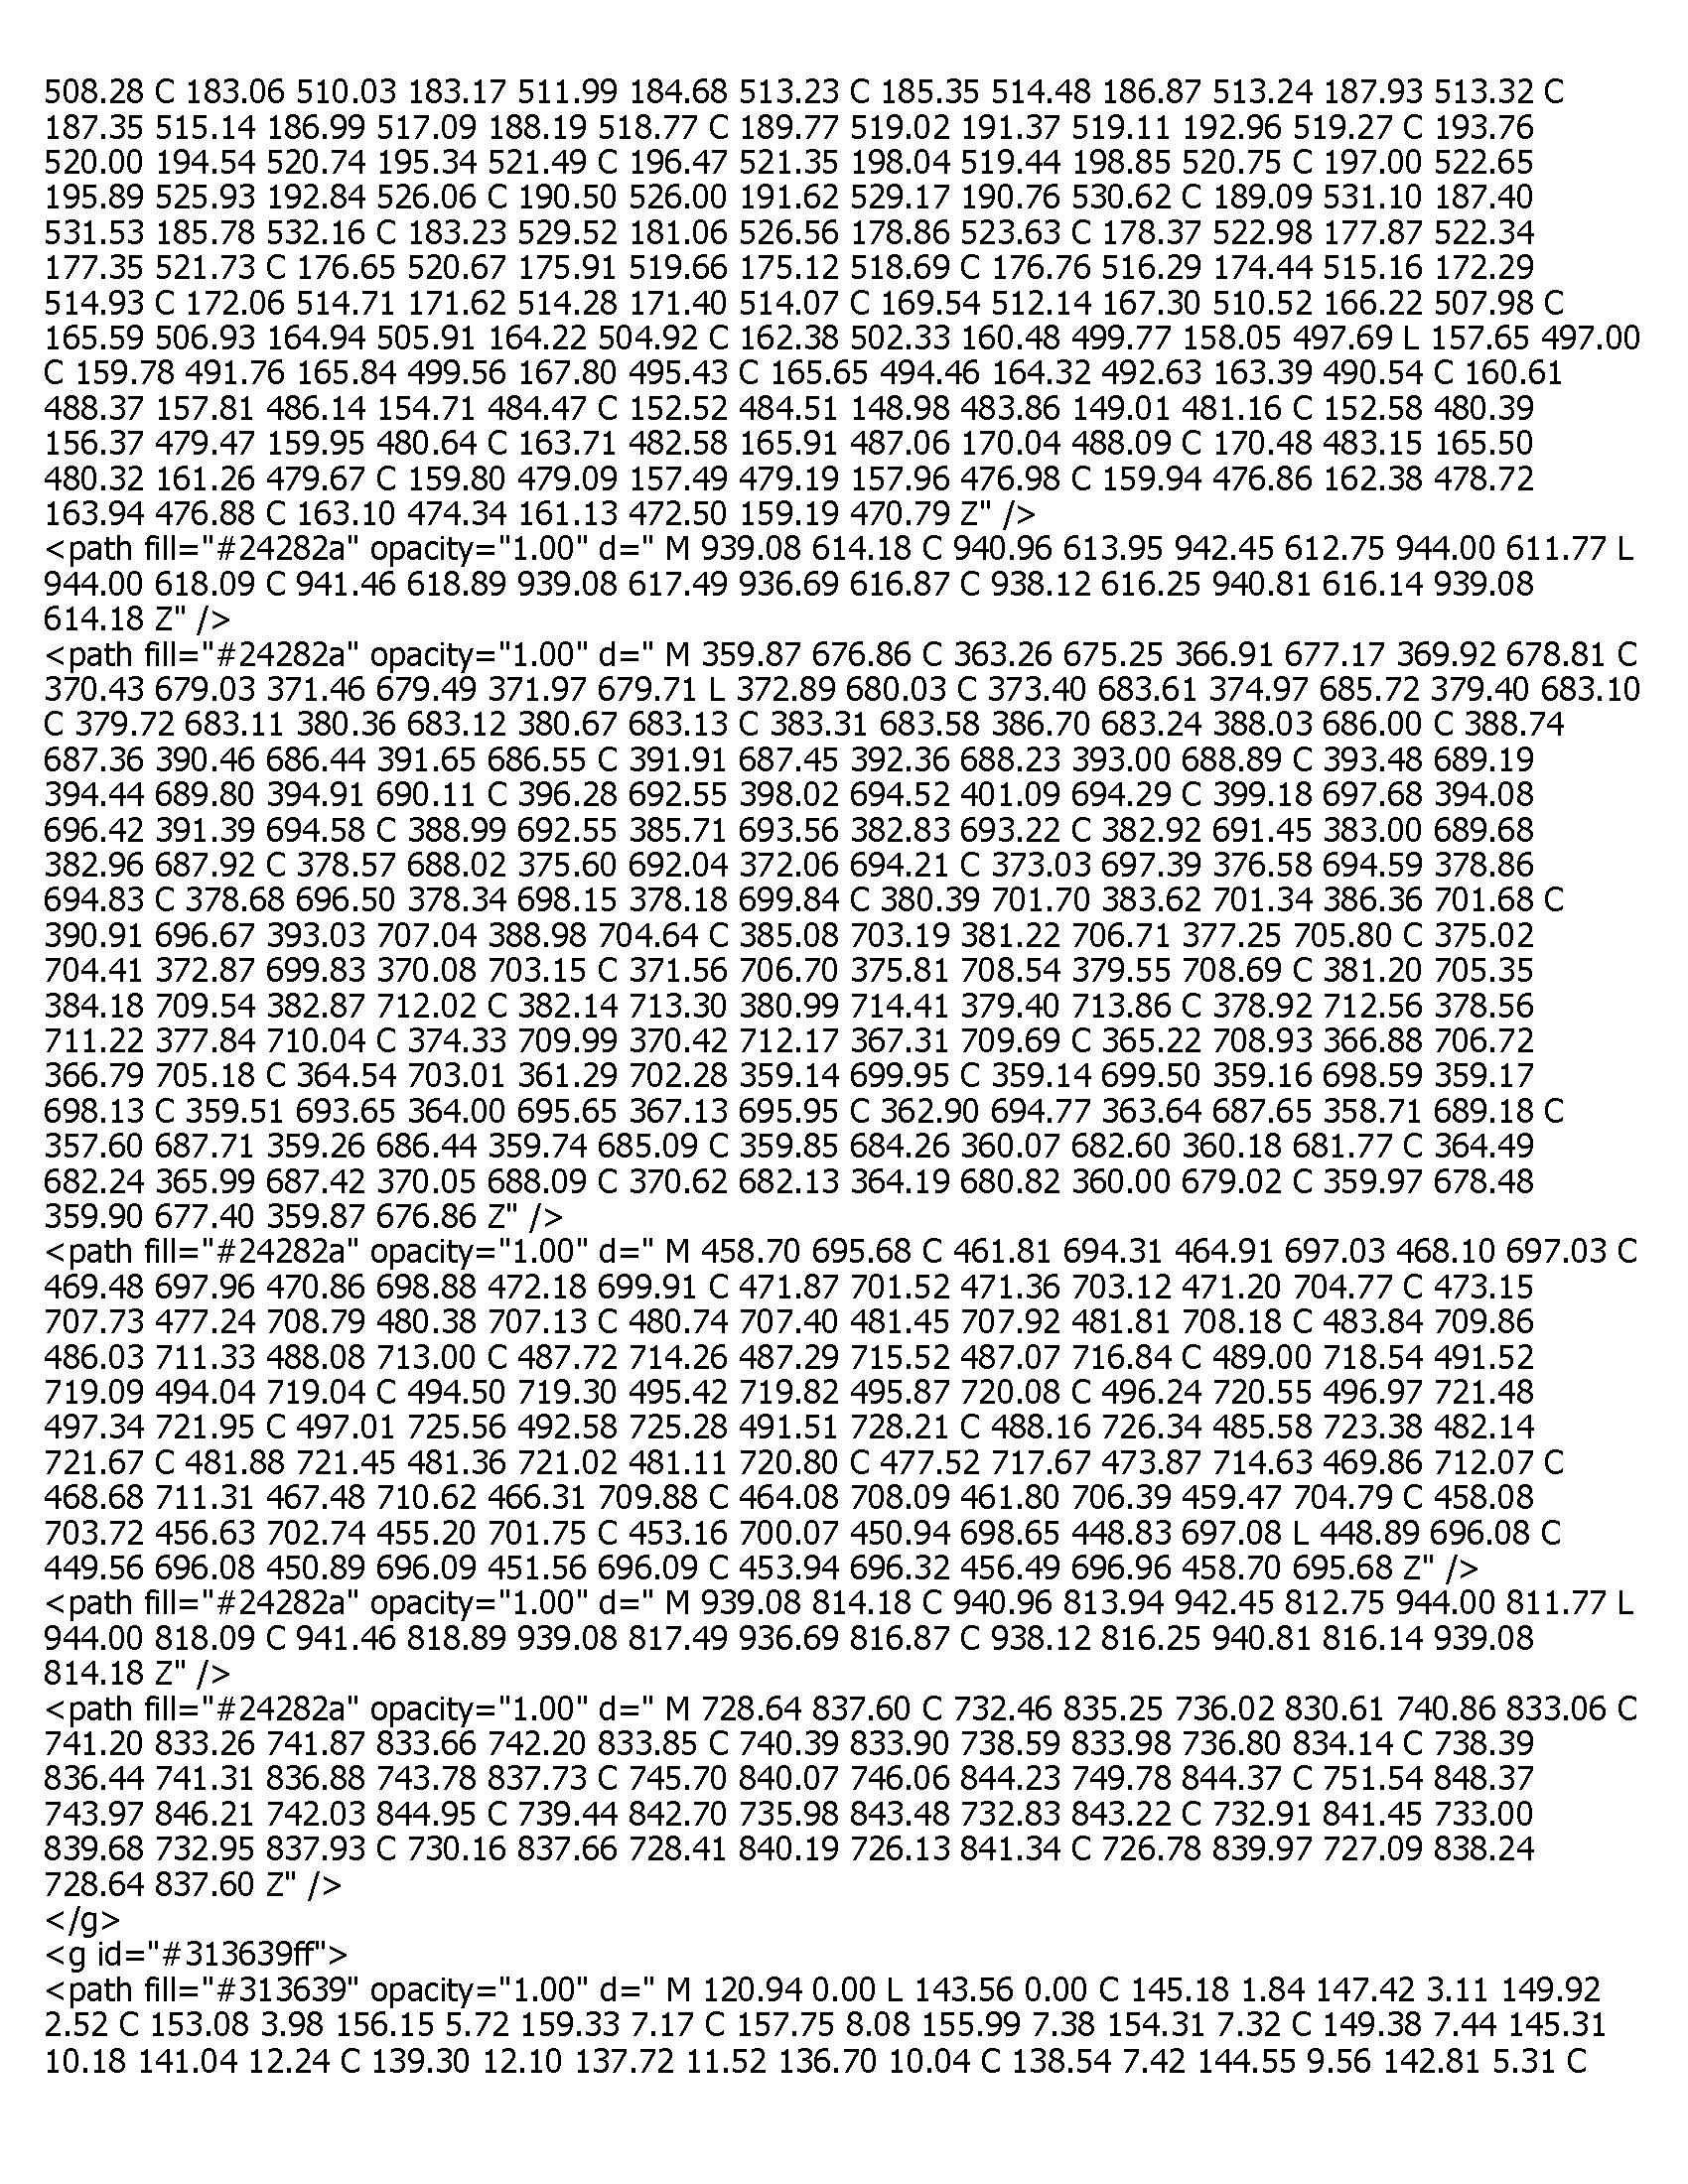 508.28 C 183.06 510.03 183.17 511.99 184.68 513.23 C 185.35 514.48 186.87 513.24 187.93 513.32 C
187.35 515.14 186.99 517.09 188.19 518.77 C 189.77 519.02 191.37 519.11 192.96 519.27 C 193.76
520.00 194.54 520.74 195.34 521.49 C 196.47 521.35 198.04 519.44 198.85 520.75 C 197.00 522.65
195.89 525.93 192.84 526.06 C 190.50 526.00 191.62 529.17 190.76 530.62 C 189.09 531.10 187.40
531.53 185.78 532.16 C 183.23 529.52 181.06 526.56 178.86 523.63 C 178.37 522.98 177.87 522.34
177.35 521.73 C 176.65 520.67 175.91 519.66 175.12 518.69 C 176.76 516.29 174.44 515.16 172.29
514.93 C 172.06 514.71 171.62 514.28 171.40 514.07 C 169.54 512.14 167.30 510.52 166.22 507.98 C
165.59 506.93 164.94 505.91 164.22 504.92 C 162.38 502.33 160.48 499.77 158.05 497.69 L 157.65 497.00
C 159.78 491.76 165.84 499.56 167.80 495.43 C 165.65 494.46 164.32 492.63 163.39 490.54 C 160.61
488.37 157.81 486.14 154.71 484.47 C 152.52 484.51 148.98 483.86 149.01 481.16 C 152.58 480.39
156.37 479.47 159.95 480.64 C 163.71 482.58 165.91 487.06 170.04 488.09 C 170.48 483.15 165.50
480.32 161.26 479.67 C 159.80 479.09 157.49 479.19 157.96 476.98 C 159.94 476.86 162.38 478.72
163.94 476.88 C 163.10 474.34 161.13 472.50 159.19 470.79 Z" />
<path fill="#24282a" opacity="1.00" d=" M 939.08 614.18 C 940.96 613.95 942.45 612.75 944.00 611.77 L
944.00 618.09 C 941.46 618.89 939.08 617.49 936.69 616.87 C 938.12 616.25 940.81 616.14 939.08
614.18 Z" />
<path fill="#24282a" opacity="1.00" d=" M 359.87 676.86 C 363.26 675.25 366.91 677.17 369.92 678.81 C
370.43 679.03 371.46 679.49 371.97 679.71 L 372.89 680.03 C 373.40 683.61 374.97 685.72 379.40 683.10
C 379.72 683.11 380.36 683.12 380.67 683.13 C 383.31 683.58 386.70 683.24 388.03 686.00 C 388.74
687.36 390.46 686.44 391.65 686.55 C 391.91 687.45 392.36 688.23 393.00 688.89 C 393.48 689.19
394.44 689.80 394.91 690.11 C 396.28 692.55 398.02 694.52 401.09 694.29 C 399.18 697.68 394.08
696.42 391.39 694.58 C 388.99 692.55 385.71 693.56 382.83 693.22 C 382.92 691.45 383.00 689.68
382.96 687.92 C 378.57 688.02 375.60 692.04 372.06 694.21 C 373.03 697.39 376.58 694.59 378.86
694.83 C 378.68 696.50 378.34 698.15 378.18 699.84 C 380.39 701.70 383.62 701.34 386.36 701.68 C
390.91 696.67 393.03 707.04 388.98 704.64 C 385.08 703.19 381.22 706.71 377.25 705.80 C 375.02
704.41 372.87 699.83 370.08 703.15 C 371.56 706.70 375.81 708.54 379.55 708.69 C 381.20 705.35
384.18 709.54 382.87 712.02 C 382.14 713.30 380.99 714.41 379.40 713.86 C 378.92 712.56 378.56
711.22 377.84 710.04 C 374.33 709.99 370.42 712.17 367.31 709.69 C 365.22 708.93 366.88 706.72
366.79 705.18 C 364.54 703.01 361.29 702.28 359.14 699.95 C 359.14 699.50 359.16 698.59 359.17
698.13 C 359.51 693.65 364.00 695.65 367.13 695.95 C 362.90 694.77 363.64 687.65 358.71 689.18 C
357.60 687.71 359.26 686.44 359.74 685.09 C 359.85 684.26 360.07 682.60 360.18 681.77 C 364.49
682.24 365.99 687.42 370.05 688.09 C 370.62 682.13 364.19 680.82 360.00 679.02 C 359.97 678.48
359.90 677.40 359.87 676.86 Z" />
<path fill="#24282a" opacity="1.00" d=" M 458.70 695.68 C 461.81 694.31 464.91 697.03 468.10 697.03 C
469.48 697.96 470.86 698.88 472.18 699.91 C 471.87 701.52 471.36 703.12 471.20 704.77 C 473.15
707.73 477.24 708.79 480.38 707.13 C 480.74 707.40 481.45 707.92 481.81 708.18 C 483.84 709.86
486.03 711.33 488.08 713.00 C 487.72 714.26 487.29 715.52 487.07 716.84 C 489.00 718.54 491.52
719.09 494.04 719.04 C 494.50 719.30 495.42 719.82 495.87 720.08 C 496.24 720.55 496.97 721.48
497.34 721.95 C 497.01 725.56 492.58 725.28 491.51 728.21 C 488.16 726.34 485.58 723.38 482.14
721.67 C 481.88 721.45 481.36 721.02 481.11 720.80 C 477.52 717.67 473.87 714.63 469.86 712.07 C
468.68 711.31 467.48 710.62 466.31 709.88 C 464.08 708.09 461.80 706.39 459.47 704.79 C 458.08
703.72 456.63 702.74 455.20 701.75 C 453.16 700.07 450.94 698.65 448.83 697.08 L 448.89 696.08 C
449.56 696.08 450.89 696.09 451.56 696.09 C 453.94 696.32 456.49 696.96 458.70 695.68 Z" />
<path fill="#24282a" opacity="1.00" d=" M 939.08 814.18 C 940.96 813.94 942.45 812.75 944.00 811.77 L
944.00 818.09 C 941.46 818.89 939.08 817.49 936.69 816.87 C 938.12 816.25 940.81 816.14 939.08
814.18 Z" />
<path fill="#24282a" opacity="1.00" d=" M 728.64 837.60 C 732.46 835.25 736.02 830.61 740.86 833.06 C
741.20 833.26 741.87 833.66 742.20 833.85 C 740.39 833.90 738.59 833.98 736.80 834.14 C 738.39
836.44 741.31 836.88 743.78 837.73 C 745.70 840.07 746.06 844.23 749.78 844.37 C 751.54 848.37
743.97 846.21 742.03 844.95 C 739.44 842.70 735.98 843.48 732.83 843.22 C 732.91 841.45 733.00
839.68 732.95 837.93 C 730.16 837.66 728.41 840.19 726.13 841.34 C 726.78 839.97 727.09 838.24
728.64 837.60 Z" />
</g>
<g id="#313639ff">
<path fill="#313639" opacity="1.00" d=" M 120.94 0.00 L 143.56 0.00 C 145.18 1.84 147.42 3.11 149.92
2.52 C 153.08 3.98 156.15 5.72 159.33 7.17 C 157.75 8.08 155.99 7.38 154.31 7.32 C 149.38 7.44 145.31
10.18 141.04 12.24 C 139.30 12.10 137.72 11.52 136.70 10.04 C 138.54 7.42 144.55 9.56 142.81 5.31 C